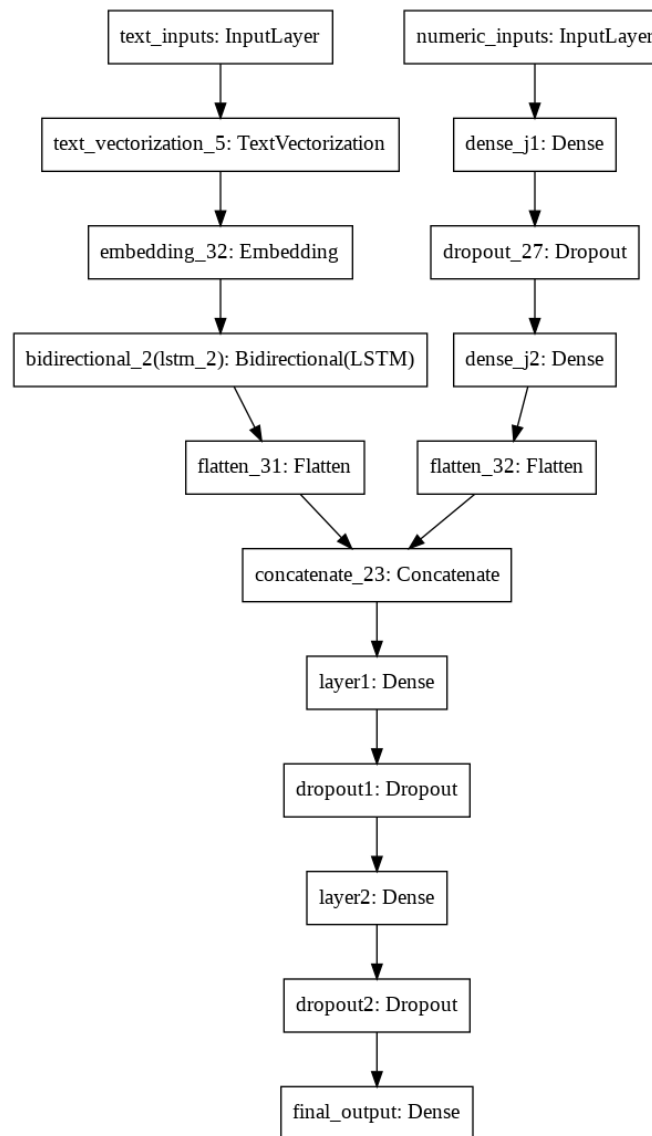 text_inputs: InputLayer
numeric_inputs: InputLayer
text_vectorization_5: TextVectorization
dense_j1: Dense
embedding_32: Embedding
dropout_27: Dropout
bidirectional_2(lstm_2): Bidirectional(LSTM)
dense_j2: Dense
flatten_31: Flatten
flatten_32: Flatten
concatenate_23: Concatenate
layer1: Dense
dropout1: Dropout
layer2: Dense
dropout2: Dropout
final_output: Dense